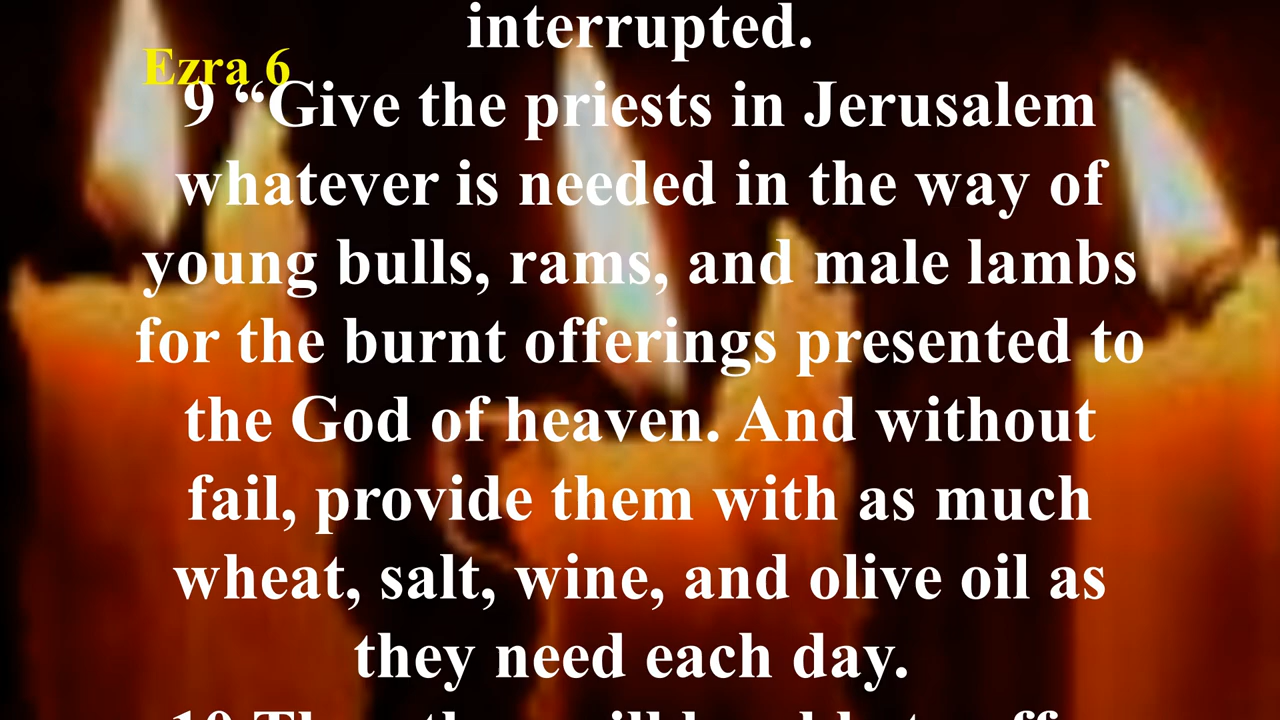 interrupted.
Ezra 6
9 “Give the priests in Jerusalem
whatever is needed in the way of
young bulls, rams, and male lambs
for the burnt offerings presented to
the God of heaven. And without
fail, provide them with as much
wheat, salt, wine, and olive oil as
they need each day.